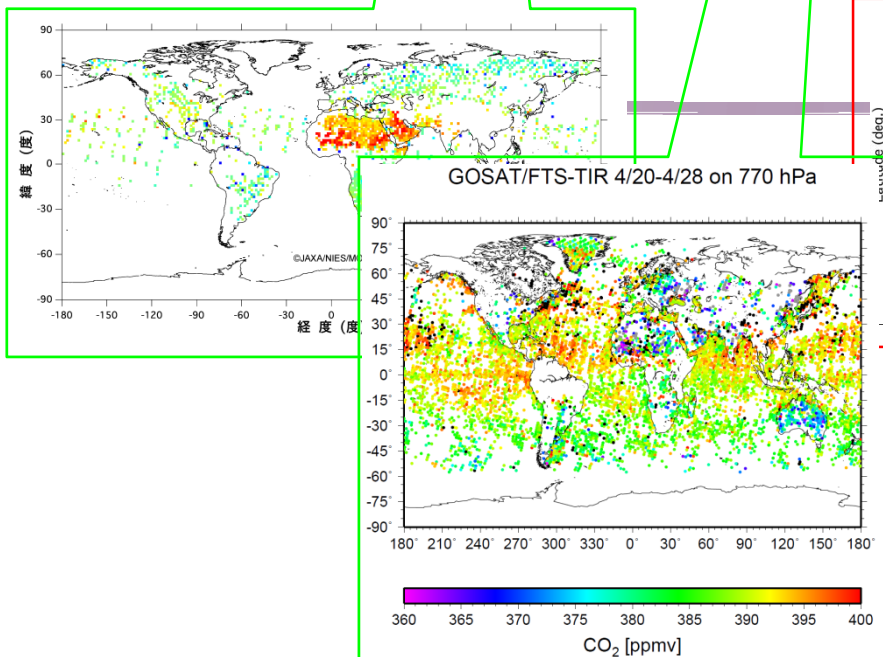 90
60
30
0
-30
-60
-90
緯 度 (度)
-180 -150 -120 -90 -60 -30 0
経 度 (度)
©JAXA/NIES/MO
Latitude (deg.)
GOSAT/FTS-TIR 4/20-4/28 on 770 hPa
90°
75°
60°
45°
30°
15°
0°
-15°
-30°
-45°
-60°
-75°
-90°
180° 210° 240° 270° 300° 330° 0° 30° 60° 90° 120° 150° 180°
360 365 370 375 380 385 390 395 400
CO₂ [ppmv]